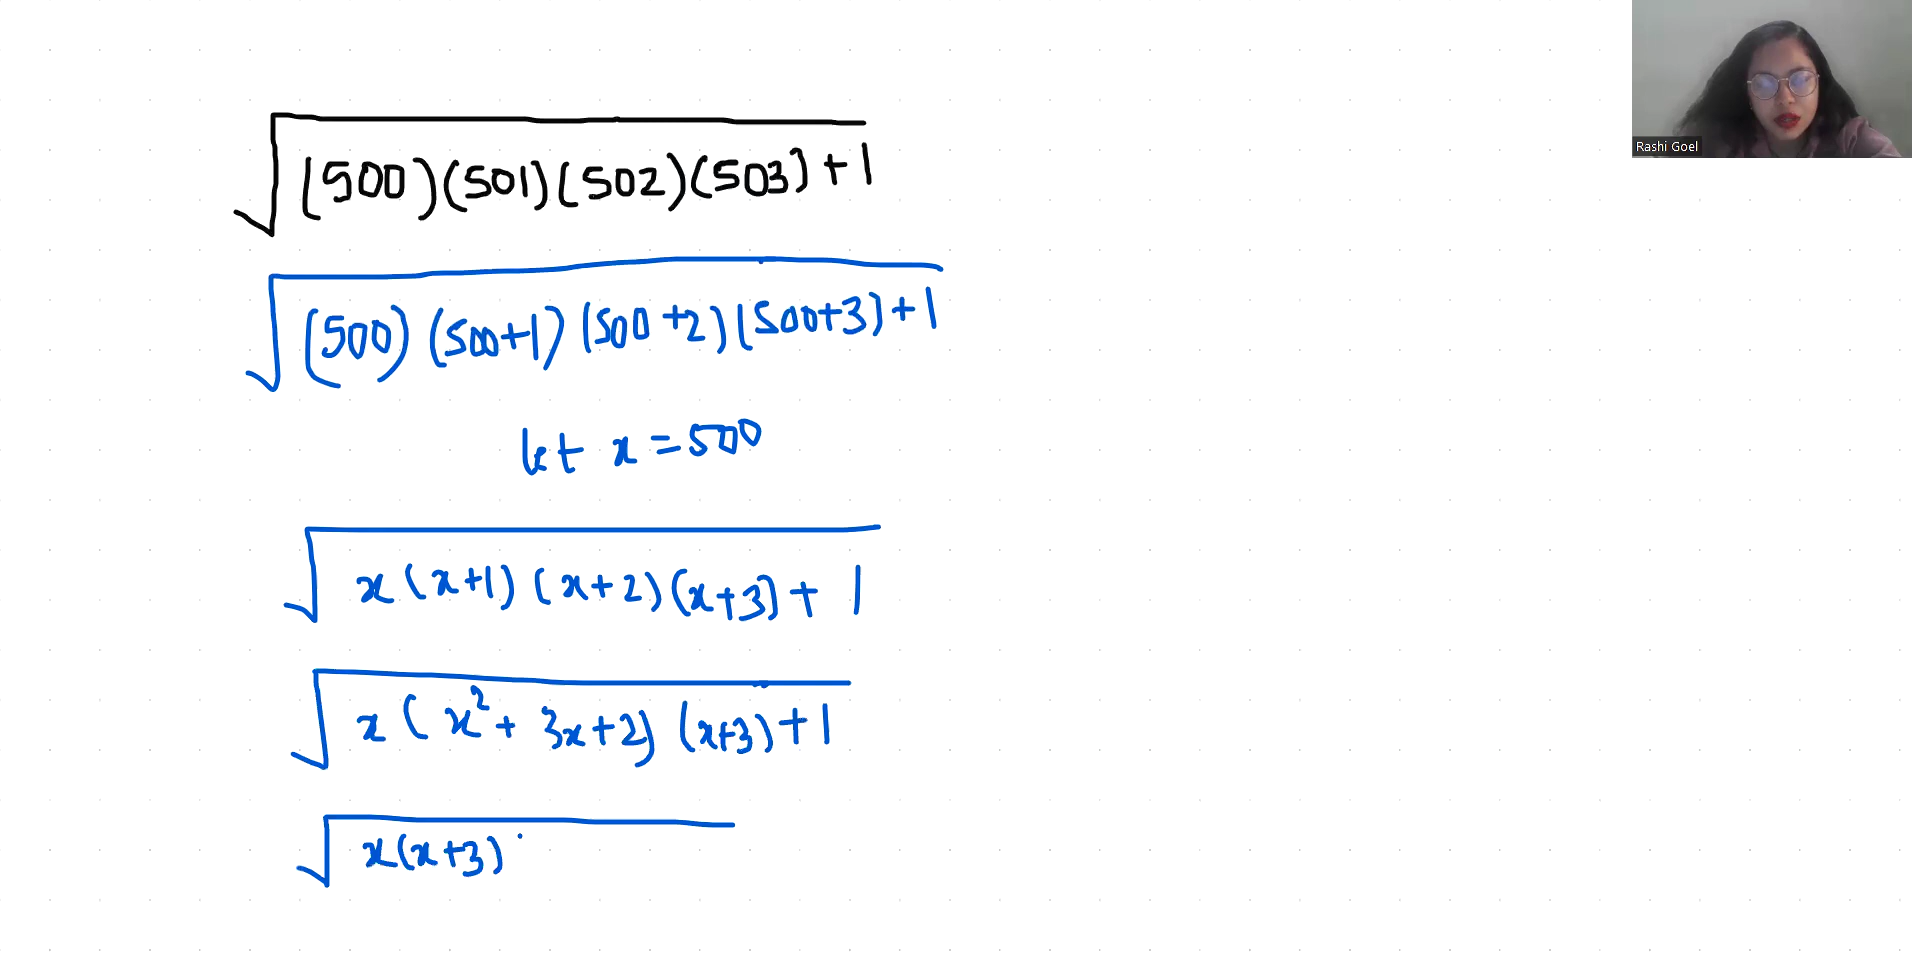 √(500)(501)(502)(503)+1
Rashi Goel
√(500)(500+1)(500+2)(500+3)+1
let x=500
√x(x+1)(x+2)(x+3)+1
√x(x²+3x+2)(x+3)+1
√x(x+3)